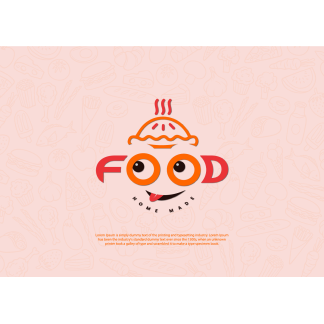 FOOD
HOME MADE
Lorem Ipsum is simply dummy text of the printing and typesetting industry. Lorem Ipsum
has been the industry's standard dummy text ever since the 1500s, when an unknown
printer took a galley of type and scrambled it to make a type specimen book.